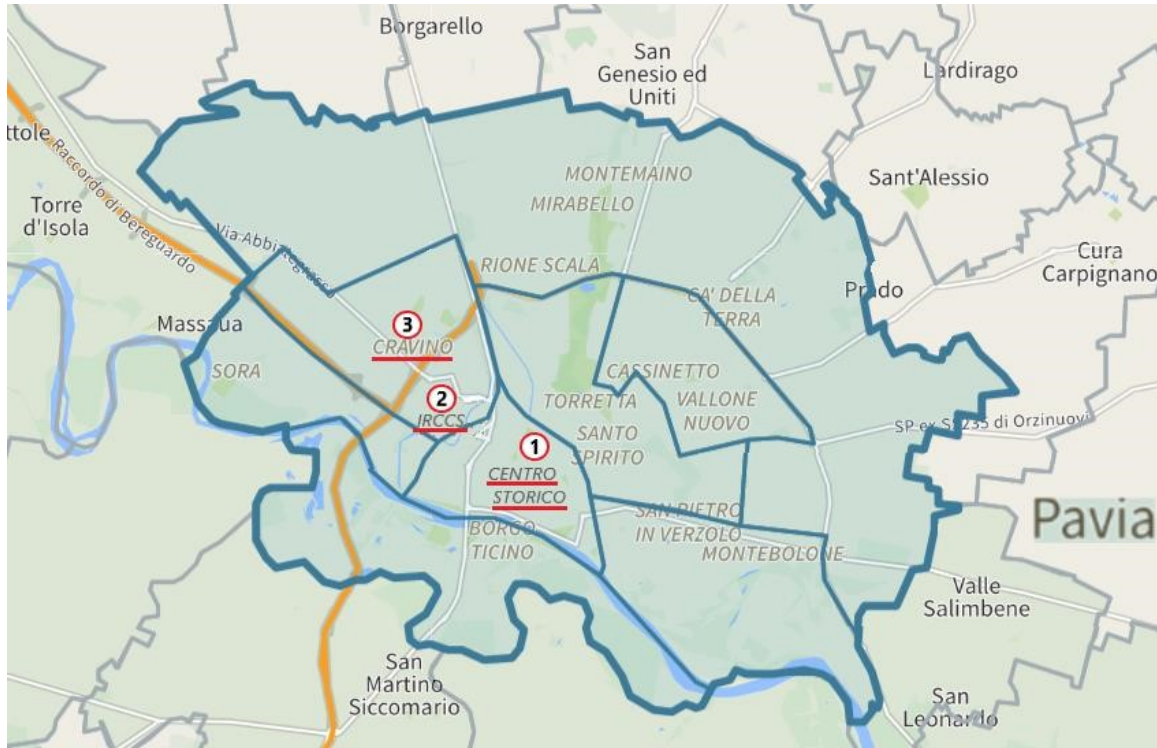 Borgarello
San
Genesio ed
Uniti
Lardirago
ttole
Raccordo di Bereguardo
MONTEMAINO
MIRABELLO
Sant'Alessio
Torre
d'Isola
Via Abbiategrasso
RIONE SCALA
Cura
Carpignano
CA' DELLA
TERRA
Prado
Massaua
3
CRAVINO
SORA
CASSINETTO
2
IRCCS
TORRETTA
VALLONE
NUOVO
SP ex SS235 di Orzinuovi
1
SANTO
SPIRITO
CENTRO
STORICO
SAN PIETRO
IN VERZOLO
Pavia
BORGO
TICINO
MONTEBOLONE
Valle
Salimbene
San
Martino
Siccomario
San
Leonardo